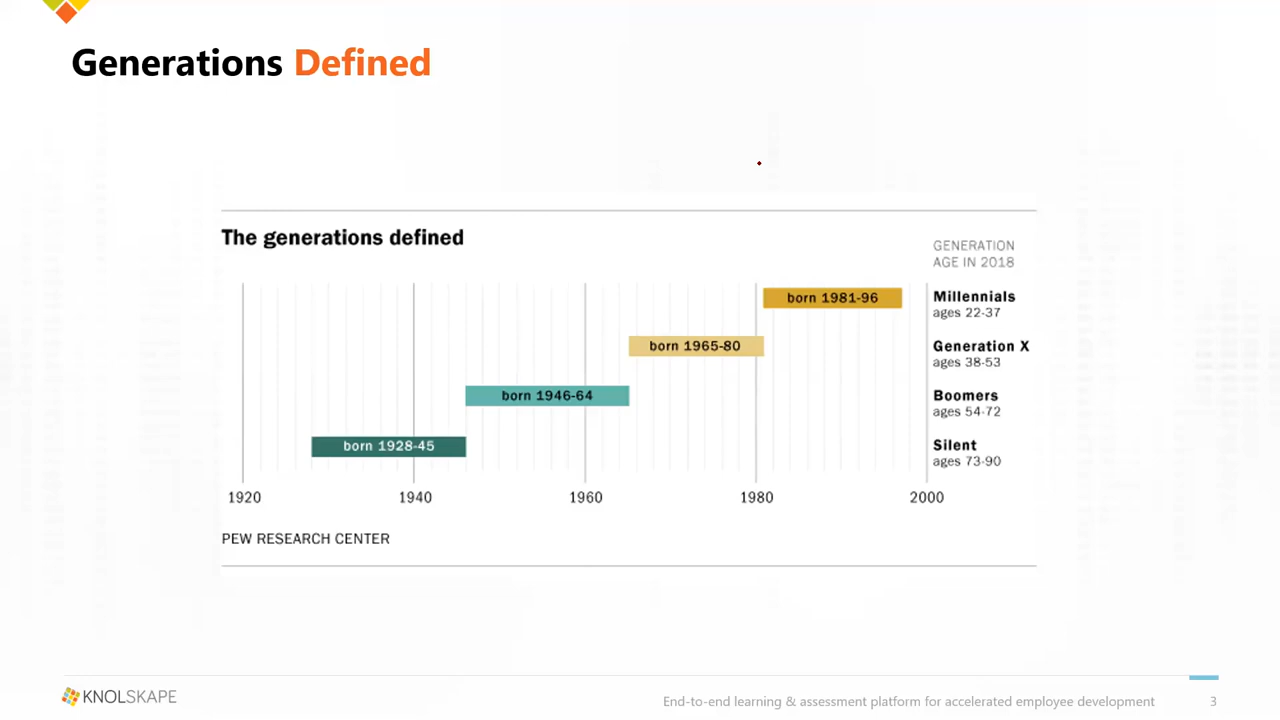 Generations Defined
The generations defined
GENERATION
AGE IN 2018
born 1981-96
Millennials
ages 22-37
born 1965-80
Generation X
ages 38-53
born 1946-64
Boomers
ages 54-72
born 1928-45
Silent
ages 73-90
1920 1940 1960 1980 2000
PEW RESEARCH CENTER
KNOLSKAPE
End-to-end learning & assessment platform for accelerated employee development 3